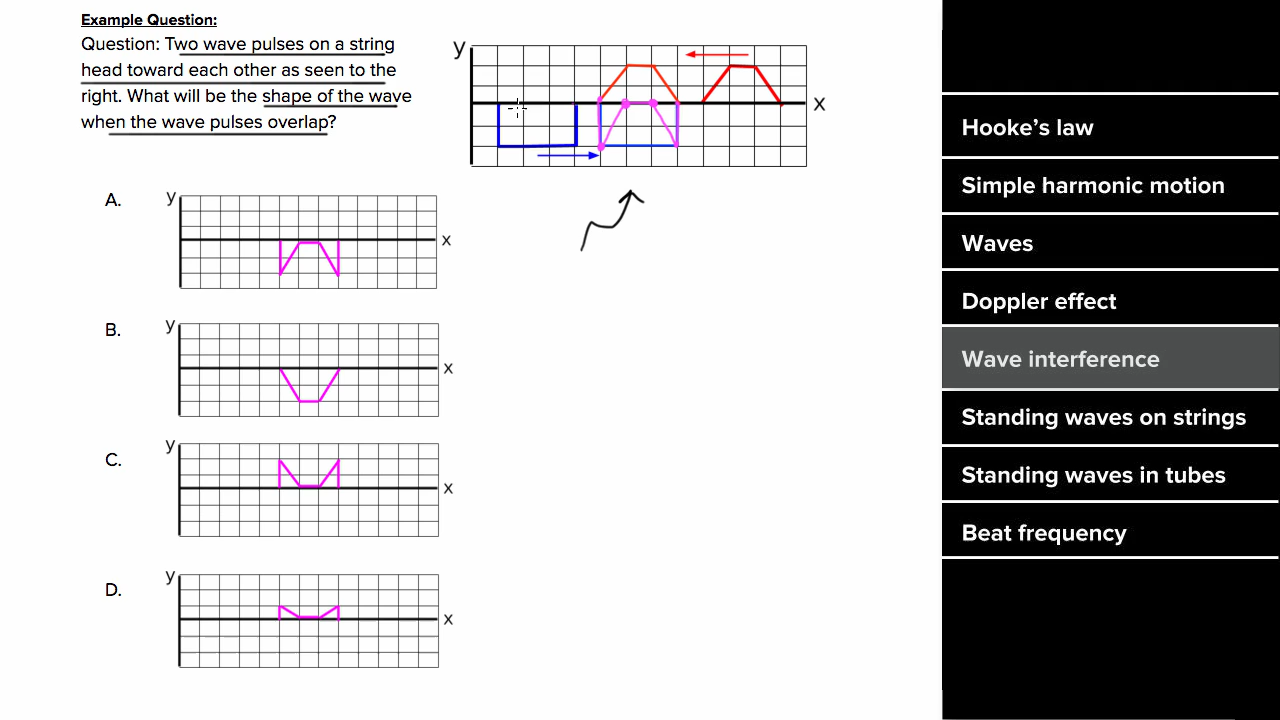 Example Question:
Question: Two wave pulses on a string
head toward each other as seen to the
right. What will be the shape of the wave
when the wave pulses overlap?
y
x
A.
y
x
B.
y
x
C.
y
x
D.
y
x
Hooke’s law
Simple harmonic motion
Waves
Doppler effect
Wave interference
Standing waves on strings
Standing waves in tubes
Beat frequency